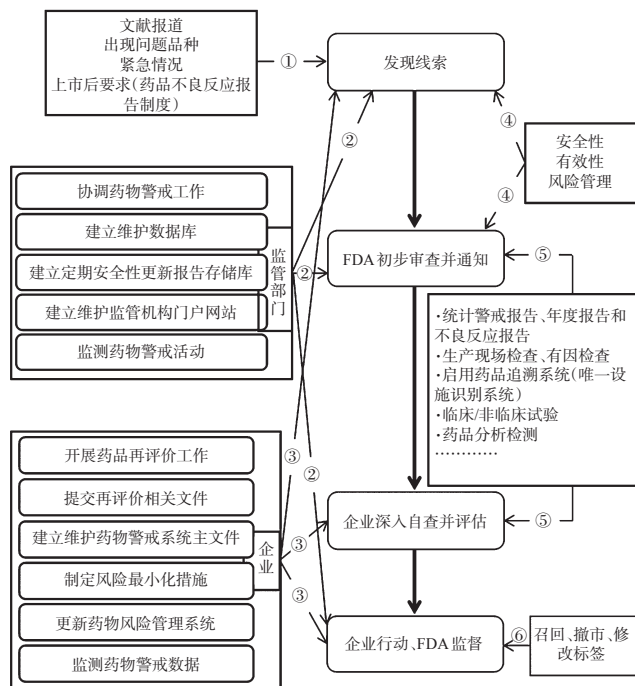 文献报道
出现问题品种
紧急情况
上市后要求(药品不良反应报
告制度)
①
发现线索
②
④
安全性
有效性
风险管理
④
协调药物警戒工作
建立维护数据库
建立定期安全性更新报告存储库
建立维护监管机构门户网站
监测药物警戒活动
监管部门
②
FDA初步审查并通知
⑤
·统计警戒报告、年度报告和
不良反应报告
·生产现场检查、有因检查
·启用药品追溯系统(唯一设
施识别系统)
·临床/非临床试验
·药品分析检测
…………
③
②
开展药品再评价工作
提交再评价相关文件
建立维护药物警戒系统主文件
制定风险最小化措施
更新药物风险管理系统
监测药物警戒数据
企业
③
企业深入自查并评估
⑤
③
企业行动、FDA监督
⑥
召回、撤市、修
改标签